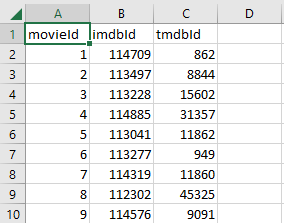 A B C D
1 movieId imdbId tmdbId
2 1 114709 862
3 2 113497 8844
4 3 113228 15602
5 4 114885 31357
6 5 113041 11862
7 6 113277 949
8 7 114319 11860
9 8 112302 45325
10 9 114576 9091